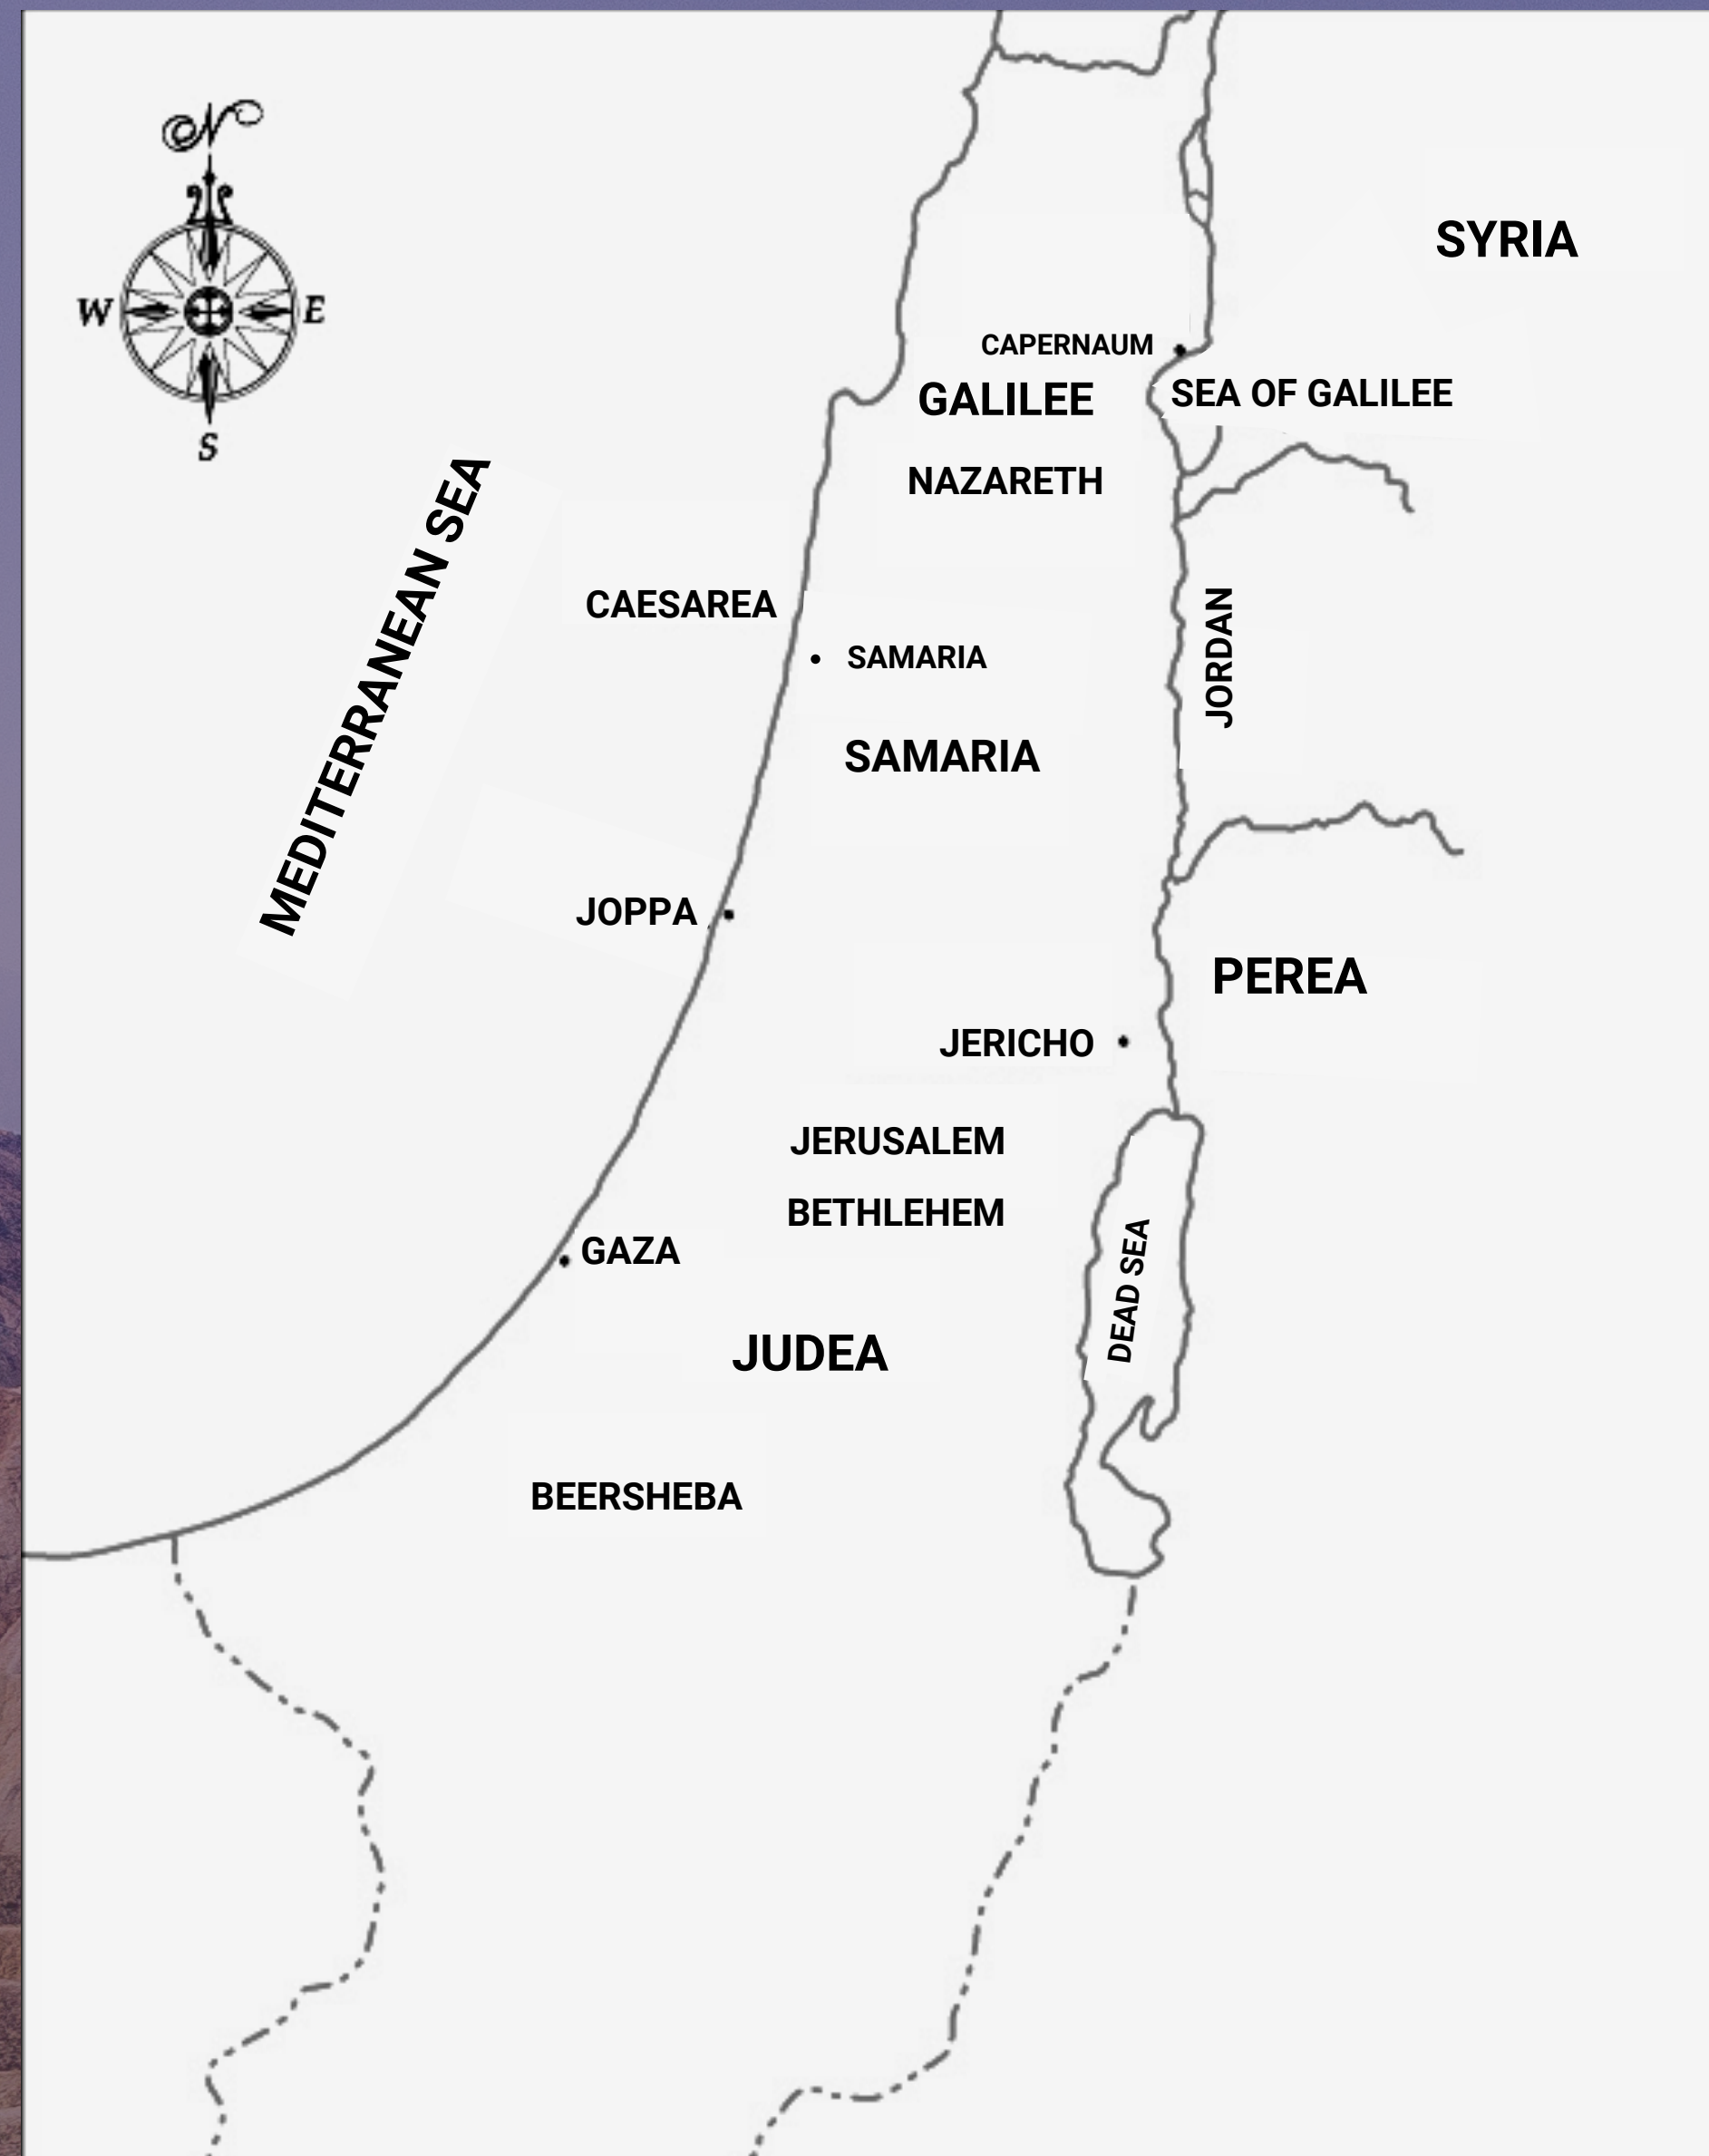 N
W
E
S
SYRIA
CAPERNAUM
GALILEE
SEA OF GALILEE
NAZARETH
MEDITERRANEAN SEA
CAESAREA
SAMARIA
JORDAN
SAMARIA
JOPPA
PEREA
JERICHO
JERUSALEM
BETHLEHEM
GAZA
DEAD SEA
JUDEA
BEERSHEBA